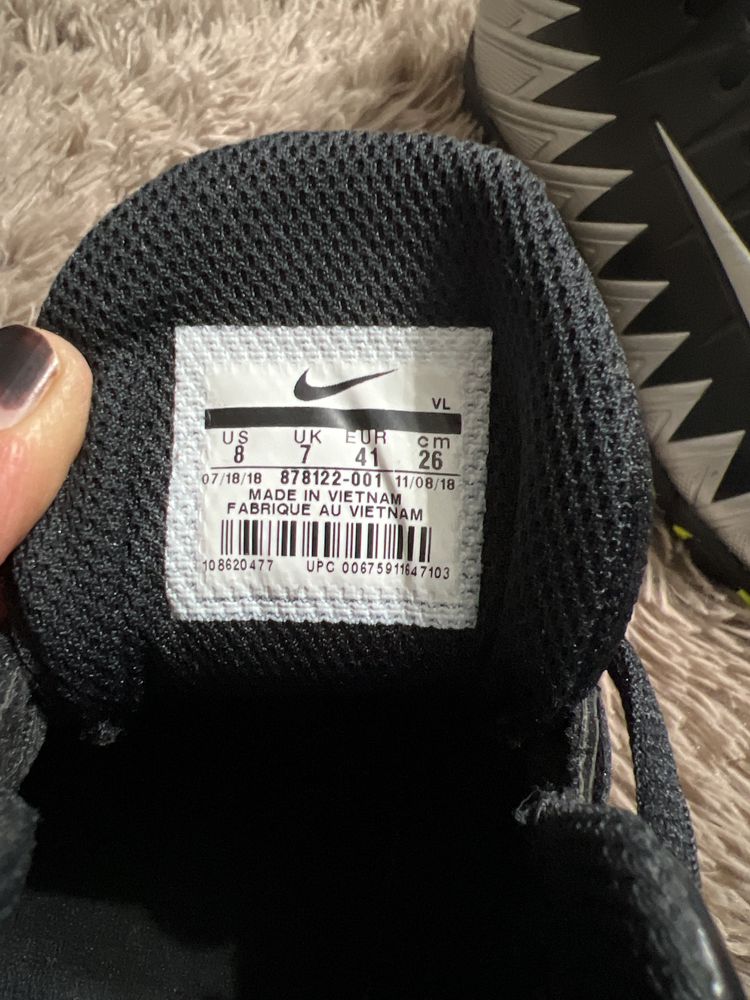 VL
US UK EUR cm
8 7 41 26
07/18/18 878122-001 11/08/18
MADE IN VIETNAM
FABRIQUE AU VIETNAM
108620477 UPC 00675911647103